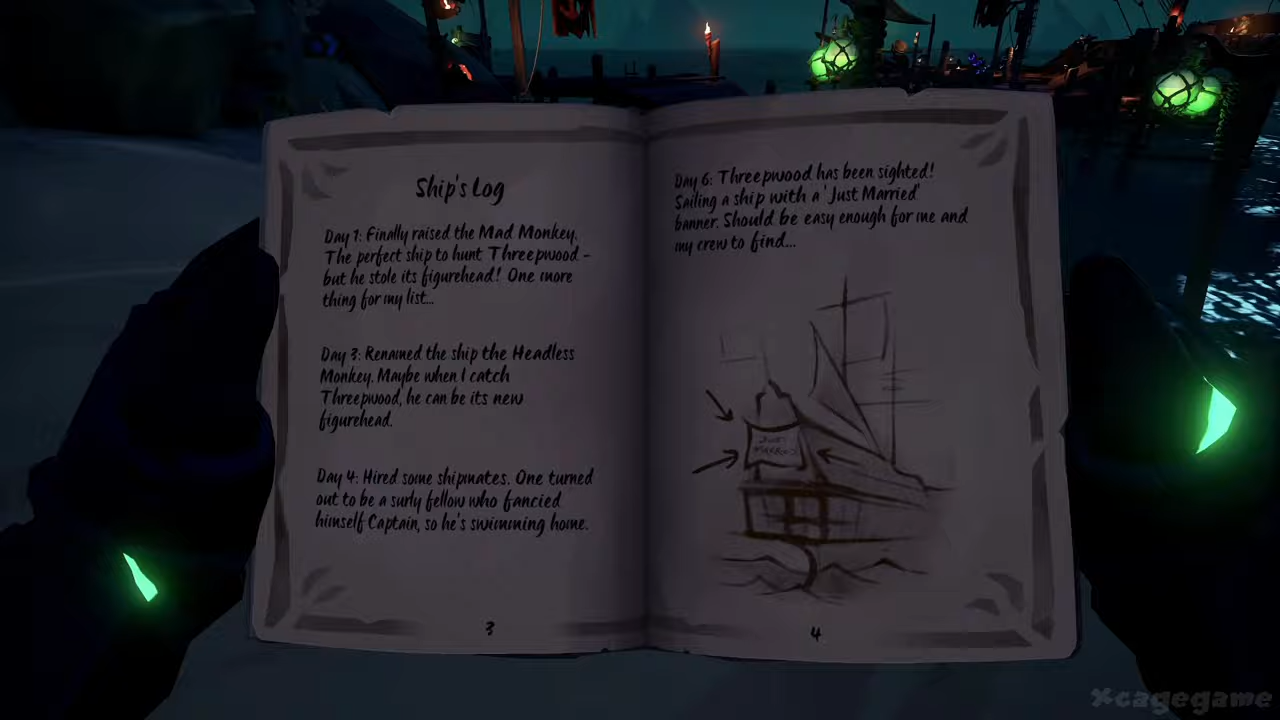 Ship's Log
Day 1: Finally raised the Mad Monkey.
The perfect ship to hunt Threepwood -
but he stole its figurehead! One more
thing for my list...
Day 3: Renamed the ship the Headless
Monkey. Maybe when I catch
Threepwood, he can be its new
figurehead.
Day 4: Hired some shipmates. One turned
out to be a surly fellow who fancied
himself Captain, so he's swimming home.
3
Day 6: Threepwood has been sighted!
Sailing a ship with a 'Just Married'
banner. Should be easy enough for me and
my crew to find...
JUST
MARRIED
4
Xcagegame